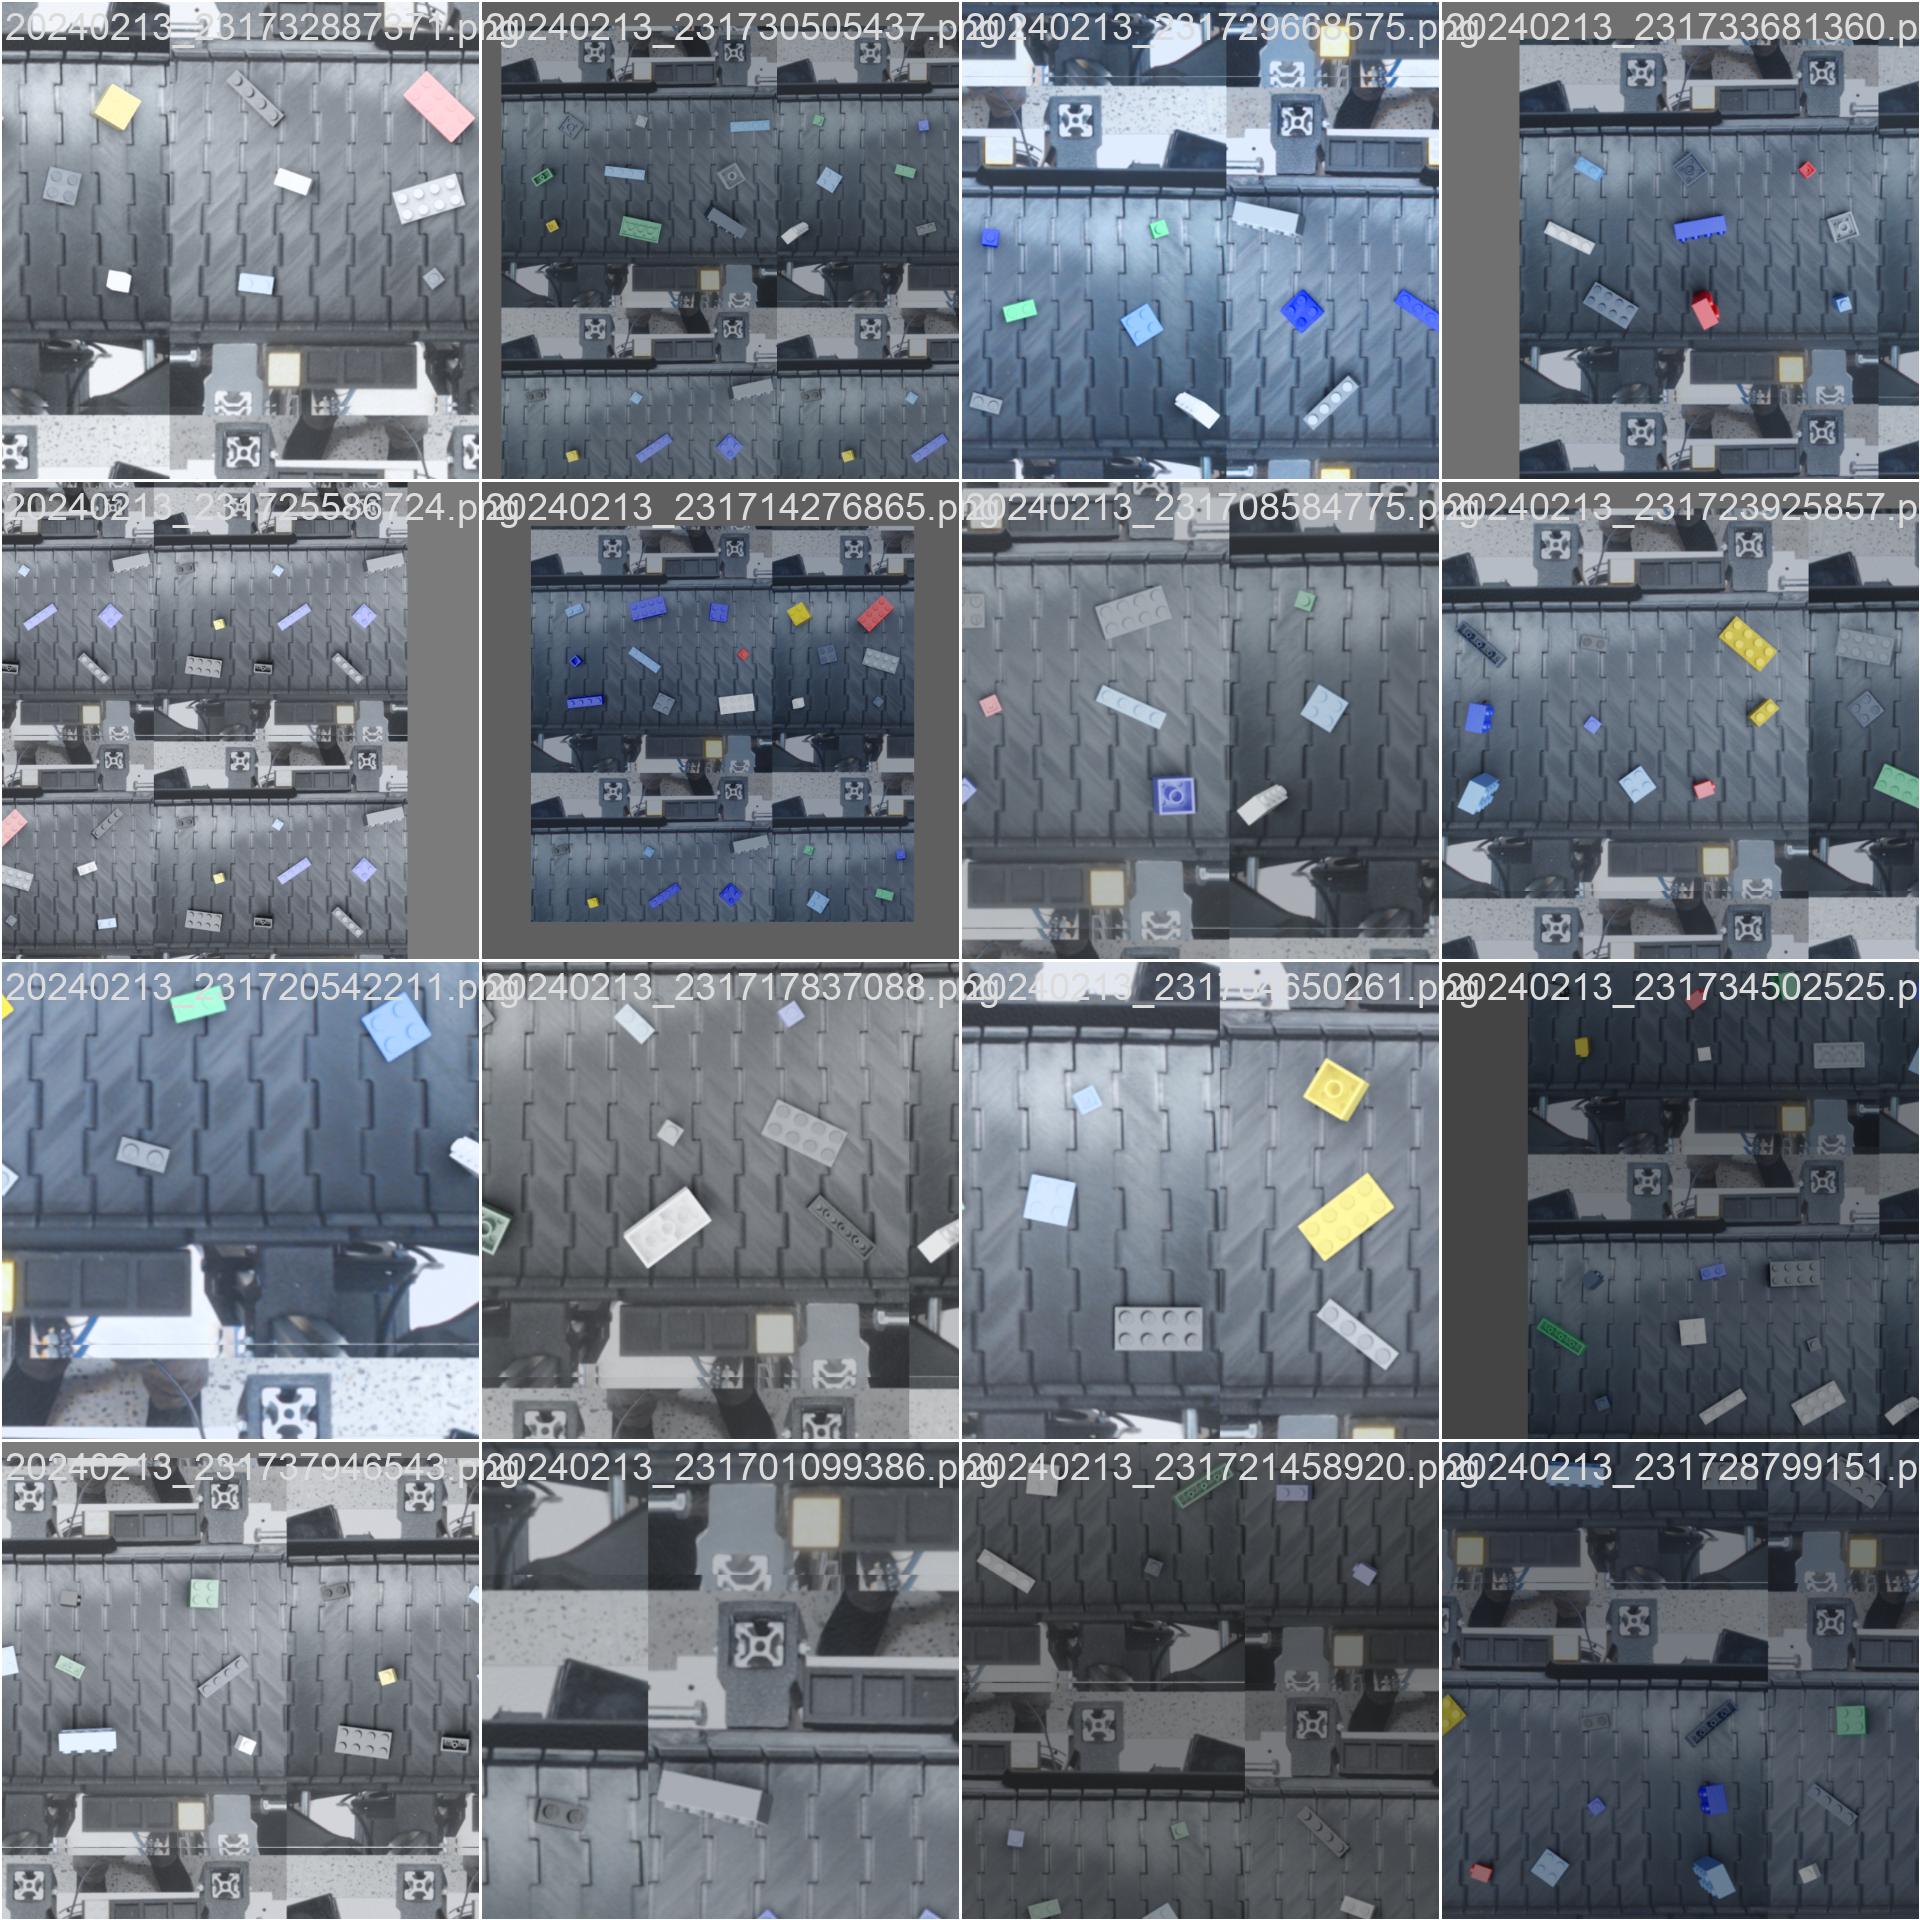 20240213_231732887371.png
20240213_231730505437.png
20240213_231729668575.png
20240213_231733681360.p
20240213_231725586724.png
20240213_231714276865.png
20240213_231708584775.png
20240213_231723925857.p
20240213_231720542211.png
20240213_231717837088.png
20240213_231734502525.p
20240213_231737946543.png
20240213_231701099386.png
20240213_231721458920.png
20240213_231728799151.p